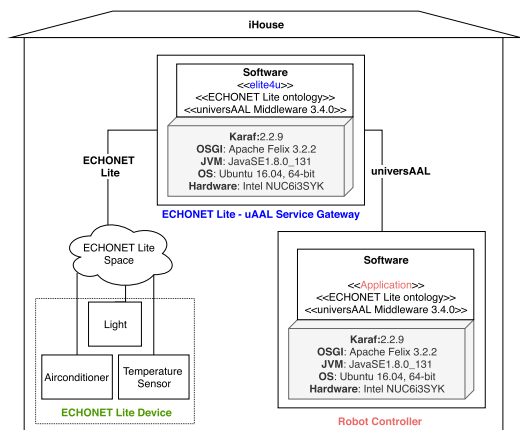 iHouse
Software
<<elite4u>>
<<ECHONET Lite ontology>>
<<universAAL Middleware 3.4.0>>
Karaf:2.2.9
OSGI: Apache Felix 3.2.2
JVM: JavaSE1.8.0_131
OS: Ubuntu 16.04, 64-bit
Hardware: Intel NUC6i3SYK
ECHONET Lite - uAAL Service Gateway
ECHONET
Lite
universAAL
ECHONET Lite
Space
Light
Airconditioner
Temperature
Sensor
ECHONET Lite Device
Software
<<Application>>
<<ECHONET Lite ontology>>
<<universAAL Middleware 3.4.0>>
Karaf:2.2.9
OSGI: Apache Felix 3.2.2
JVM: JavaSE1.8.0_131
OS: Ubuntu 16.04, 64-bit
Hardware: Intel NUC6i3SYK
Robot Controller